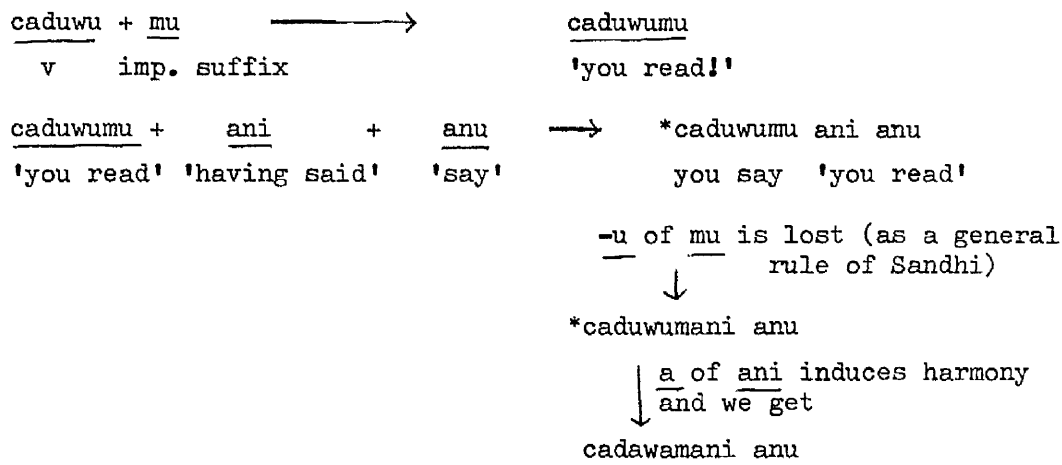 caduwu + mu ⟶ caduwumu
v imp. suffix 'you read!'
caduwumu + ani + anu ⟶ *caduwumu ani anu
'you read' 'having said' 'say' you say 'you read'
-u of mu is lost (as a general
rule of Sandhi)
↓
*caduwumani anu
↓ a of ani induces harmony
and we get
cadawamani anu